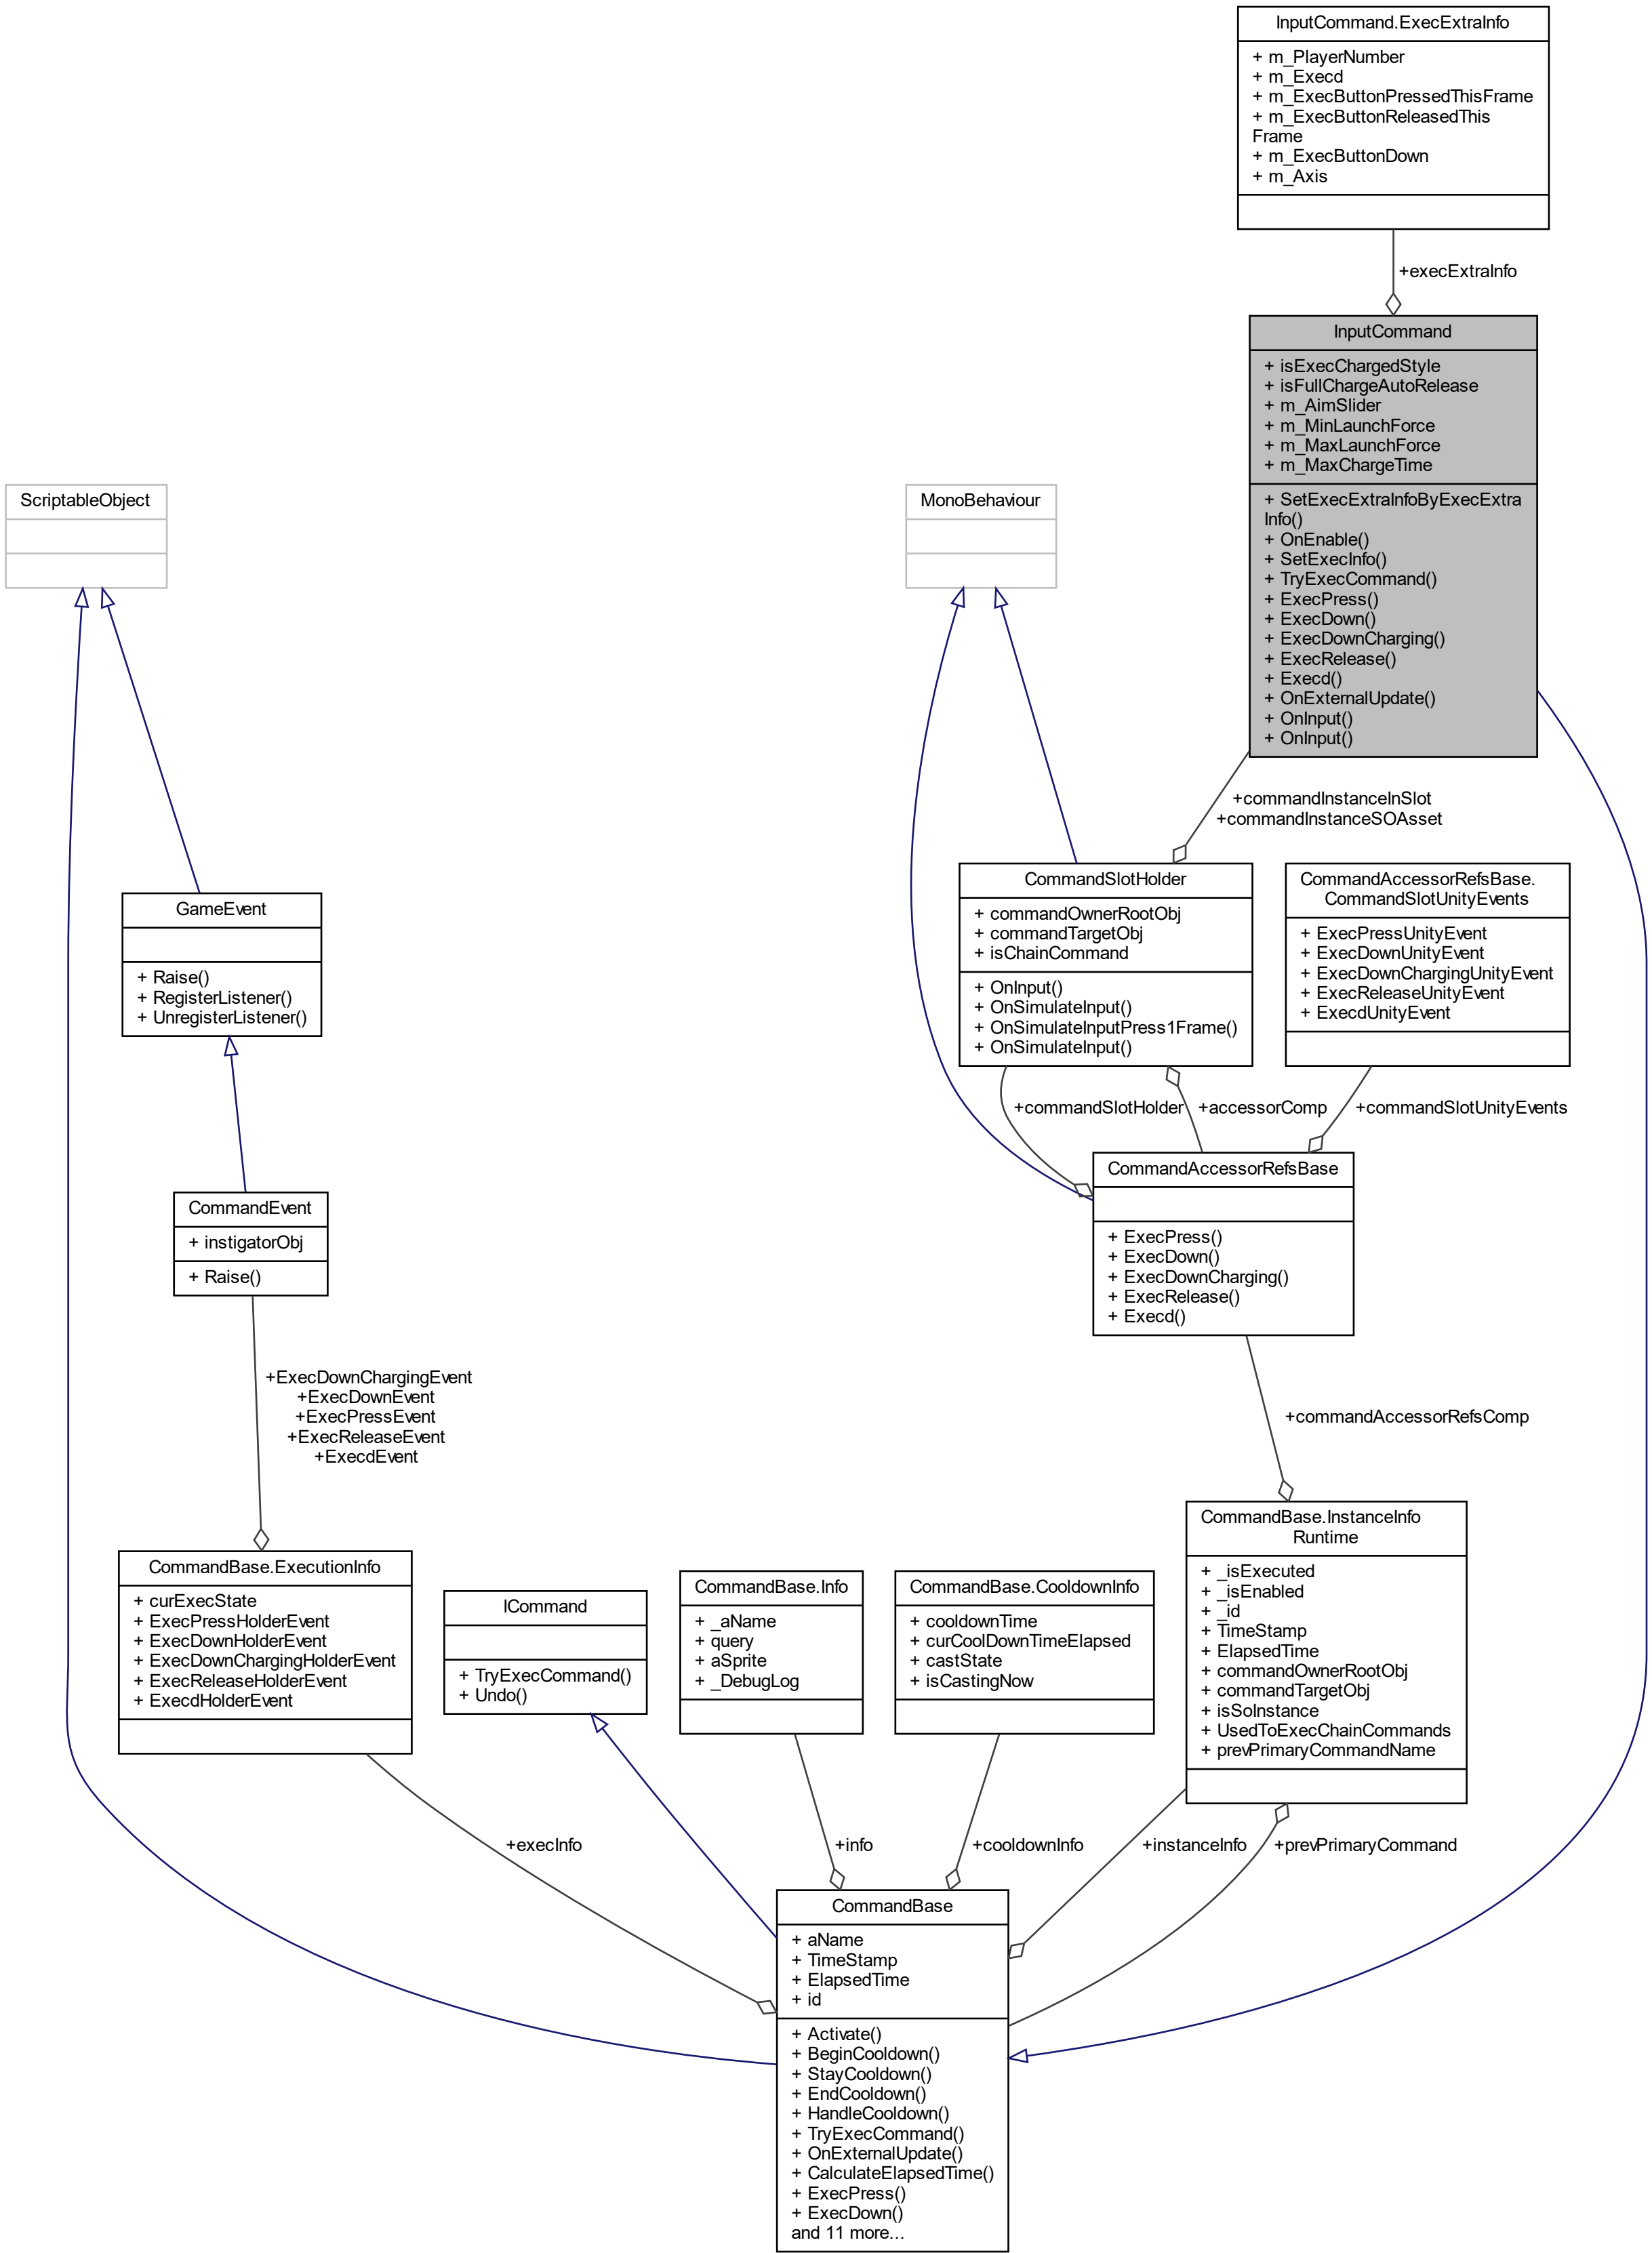 InputCommand.ExecExtraInfo
+ m_PlayerNumber
+ m_Execd
+ m_ExecButtonPressedThisFrame
+ m_ExecButtonReleasedThis
Frame
+ m_ExecButtonDown
+ m_Axis
+execExtraInfo
InputCommand
+ isExecChargedStyle
+ isFullChargeAutoRelease
+ m_AimSlider
+ m_MinLaunchForce
+ m_MaxLaunchForce
+ m_MaxChargeTime
+ SetExecExtraInfoByExecExtra
Info()
+ OnEnable()
+ SetExecInfo()
+ TryExecCommand()
+ ExecPress()
+ ExecDown()
+ ExecDownCharging()
+ ExecRelease()
+ Execd()
+ OnExternalUpdate()
+ OnInput()
+ OnInput()
ScriptableObject
MonoBehaviour
+commandInstanceInSlot
+commandInstanceSOAsset
GameEvent
+ Raise()
+ RegisterListener()
+ UnregisterListener()
CommandSlotHolder
+ commandOwnerRootObj
+ commandTargetObj
+ isChainCommand
+ OnInput()
+ OnSimulateInput()
+ OnSimulateInputPress1Frame()
+ OnSimulateInput()
CommandAccessorRefsBase.
CommandSlotUnityEvents
+ ExecPressUnityEvent
+ ExecDownUnityEvent
+ ExecDownChargingUnityEvent
+ ExecReleaseUnityEvent
+ ExecdUnityEvent
+commandSlotHolder
+accessorComp
+commandSlotUnityEvents
CommandEvent
+ instigatorObj
+ Raise()
CommandAccessorRefsBase
+ ExecPress()
+ ExecDown()
+ ExecDownCharging()
+ ExecRelease()
+ Execd()
+ExecDownChargingEvent
+ExecDownEvent
+ExecPressEvent
+ExecReleaseEvent
+ExecdEvent
+commandAccessorRefsComp
CommandBase.ExecutionInfo
+ curExecState
+ ExecPressHolderEvent
+ ExecDownHolderEvent
+ ExecDownChargingHolderEvent
+ ExecReleaseHolderEvent
+ ExecdHolderEvent
ICommand
+ TryExecCommand()
+ Undo()
CommandBase.Info
+ _aName
+ query
+ aSprite
+ _DebugLog
CommandBase.CooldownInfo
+ cooldownTime
+ curCoolDownTimeElapsed
+ castState
+ isCastingNow
CommandBase.InstanceInfo
Runtime
+ _isExecuted
+ _isEnabled
+ _id
+ TimeStamp
+ ElapsedTime
+ commandOwnerRootObj
+ commandTargetObj
+ isSoInstance
+ UsedToExecChainCommands
+ prevPrimaryCommandName
+execInfo
+info
+cooldownInfo
+instanceInfo
+prevPrimaryCommand
CommandBase
+ aName
+ TimeStamp
+ ElapsedTime
+ id
+ Activate()
+ BeginCooldown()
+ StayCooldown()
+ EndCooldown()
+ HandleCooldown()
+ TryExecCommand()
+ OnExternalUpdate()
+ CalculateElapsedTime()
+ ExecPress()
+ ExecDown()
and 11 more...